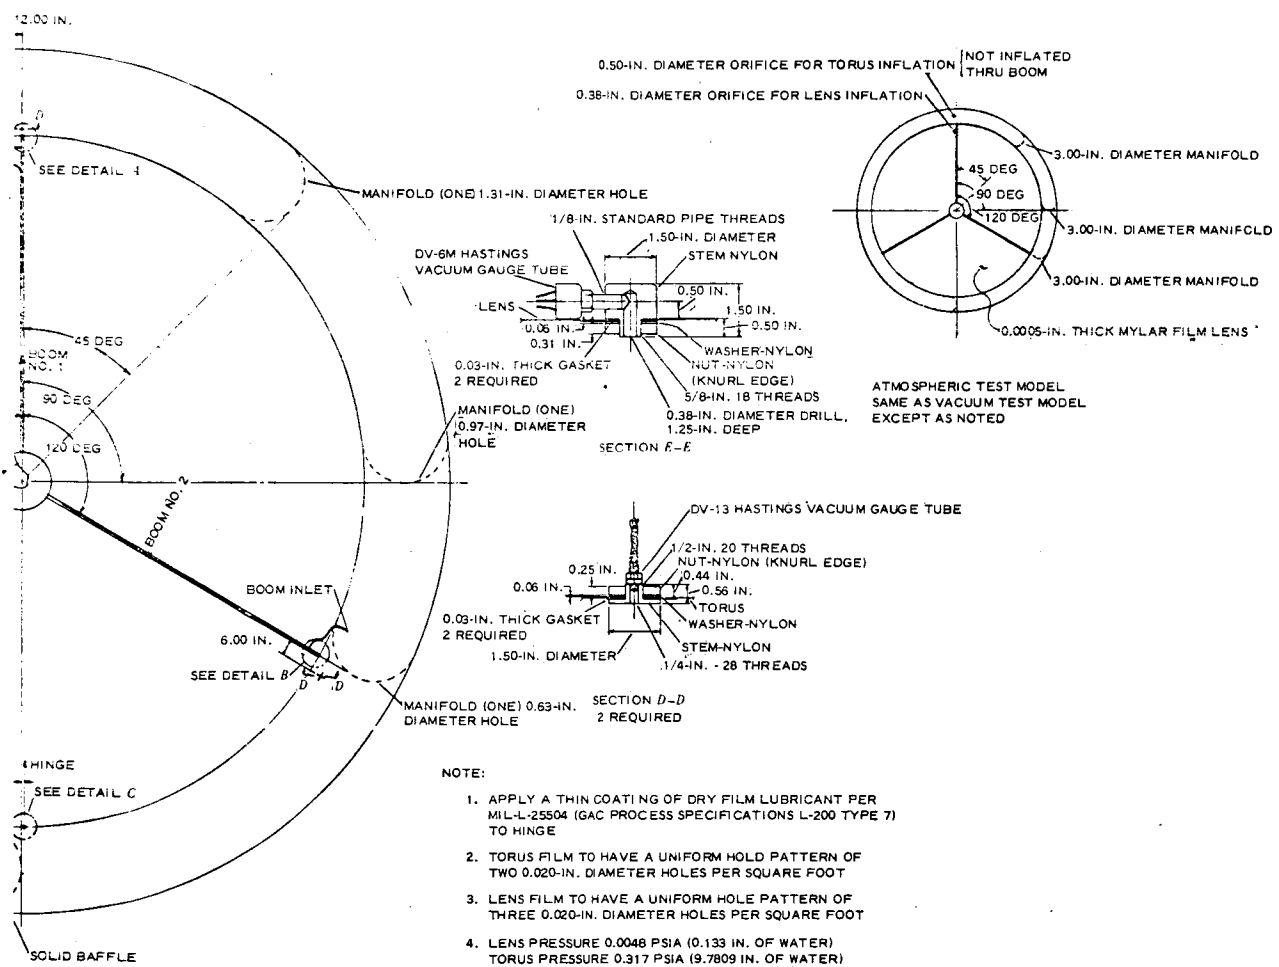 12.00 IN.
D
SEE DETAIL A
MANIFOLD (ONE) 1.31-IN. DIAMETER HOLE
45 DEG
BOOM
NO. 1
90 DEG
120 DEG
BOOM NO. 2
MANIFOLD (ONE)
0.97-IN. DIAMETER
HOLE
BOOM INLET
6.00 IN.
SEE DETAIL B
D
D
MANIFOLD (ONE) 0.63-IN.
DIAMETER HOLE
HINGE
SEE DETAIL C
SOLID BAFFLE
1/8-IN. STANDARD PIPE THREADS
1.50-IN. DIAMETER
STEM NYLON
DV-6M HASTINGS
VACUUM GAUGE TUBE
LENS
0.50 IN.
1.50 IN.
0.50 IN.
0.06 IN.
0.31 IN.
WASHER-NYLON
NUT-NYLON
(KNURL EDGE)
0.03-IN. THICK GASKET
2 REQUIRED
5/8-IN. 18 THREADS
0.38-IN. DIAMETER DRILL,
1.25-IN. DEEP
SECTION E-E
0.50-IN. DIAMETER ORIFICE FOR TORUS INFLATION
NOT INFLATED
THRU BOOM
0.38-IN. DIAMETER ORIFICE FOR LENS INFLATION
3.00-IN. DIAMETER MANIFOLD
45 DEG
90 DEG
120 DEG
3.00-IN. DIAMETER MANIFOLD
3.00-IN. DIAMETER MANIFOLD
0.0005-IN. THICK MYLAR FILM LENS
ATMOSPHERIC TEST MODEL
SAME AS VACUUM TEST MODEL
EXCEPT AS NOTED
DV-13 HASTINGS VACUUM GAUGE TUBE
1/2-IN. 20 THREADS
NUT-NYLON (KNURL EDGE)
0.25 IN.
0.44 IN.
0.06 IN.
0.56 IN.
TORUS
0.03-IN. THICK GASKET
2 REQUIRED
WASHER-NYLON
STEM-NYLON
1.50-IN. DIAMETER
1/4-IN. - 28 THREADS
SECTION D-D
2 REQUIRED
NOTE:
1. APPLY A THIN COATING OF DRY FILM LUBRICANT PER
MIL-L-25504 (GAC PROCESS SPECIFICATIONS L-200 TYPE 7)
TO HINGE
2. TORUS FILM TO HAVE A UNIFORM HOLD PATTERN OF
TWO 0.020-IN. DIAMETER HOLES PER SQUARE FOOT
3. LENS FILM TO HAVE A UNIFORM HOLE PATTERN OF
THREE 0.020-IN. DIAMETER HOLES PER SQUARE FOOT
4. LENS PRESSURE 0.0048 PSIA (0.133 IN. OF WATER)
TORUS PRESSURE 0.317 PSIA (9.7809 IN. OF WATER)